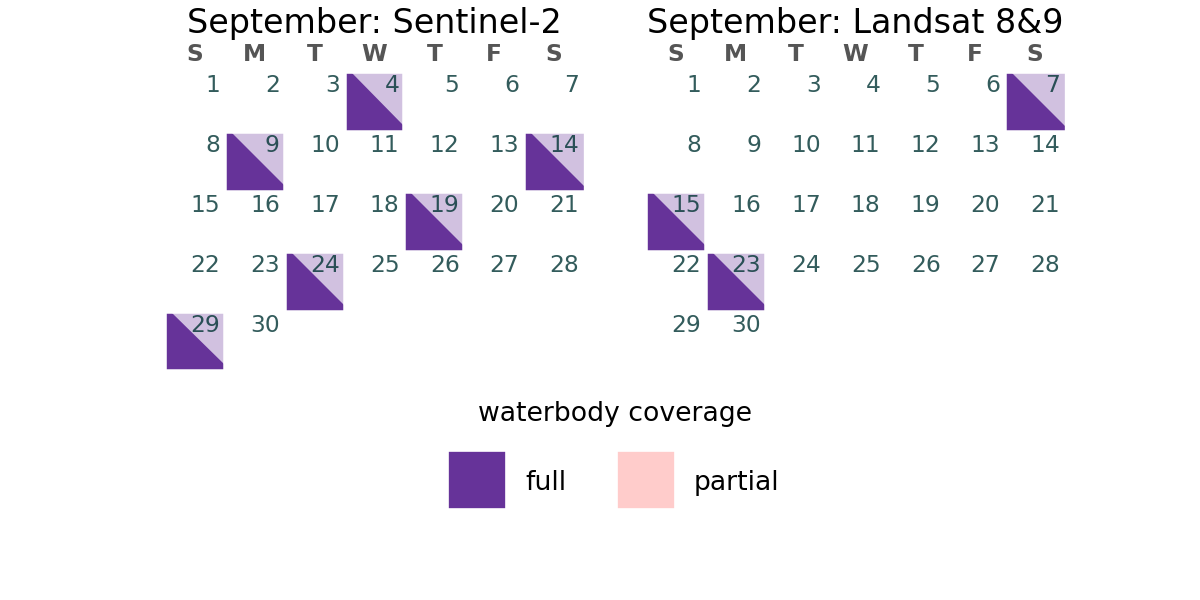 September: Sentinel-2
S M T W T F S
1 2 3 4 5 6 7
8 9 10 11 12 13 14
15 16 17 18 19 20 21
22 23 24 25 26 27 28
29 30
September: Landsat 8&9
S M T W T F S
1 2 3 4 5 6 7
8 9 10 11 12 13 14
15 16 17 18 19 20 21
22 23 24 25 26 27 28
29 30
waterbody coverage
full partial